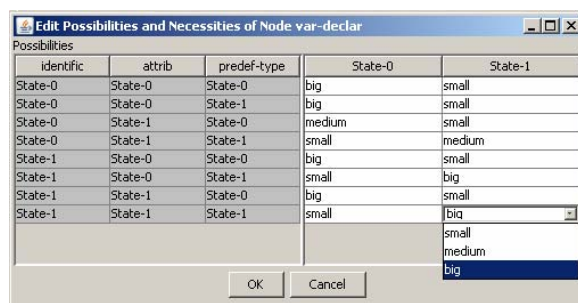 Edit Possibilities and Necessities of Node var-declar
Possibilities
identific attrib predef-type State-0 State-1
State-0 State-0 State-0 big small
State-0 State-0 State-1 big small
State-0 State-1 State-0 medium small
State-0 State-1 State-1 small medium
State-1 State-0 State-0 big small
State-1 State-0 State-1 small big
State-1 State-1 State-0 big small
State-1 State-1 State-1 small big
small
medium
big
OK Cancel